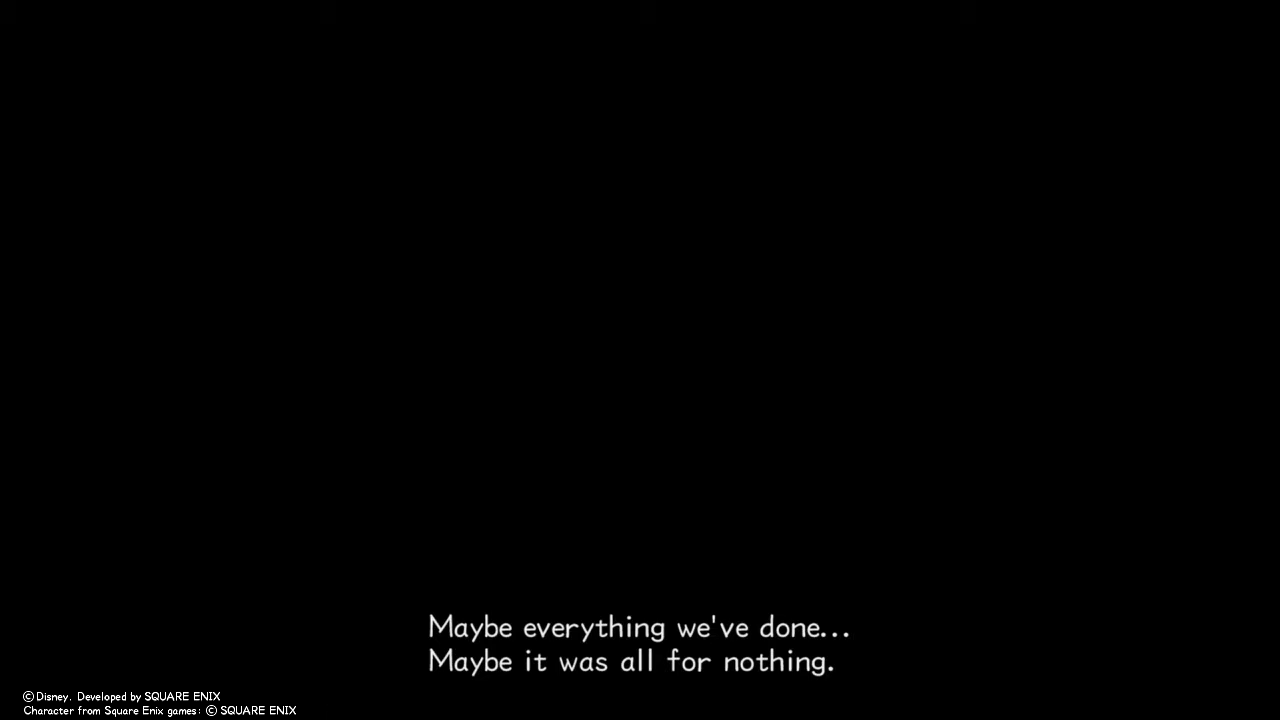 Maybe everything we've done...
Maybe it was all for nothing.
©Disney. Developed by SQUARE ENIX
Character from Square Enix games: © SQUARE ENIX